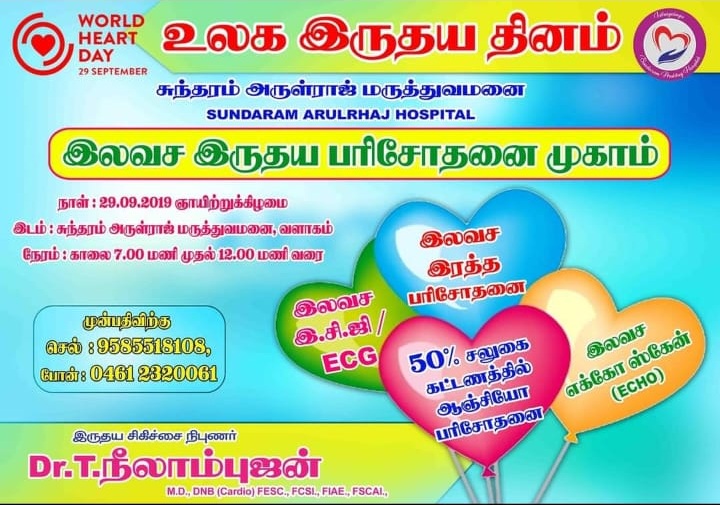 WORLD
HEART
DAY
29 SEPTEMBER
உலக இருதய தினம்
சுந்தரம் அருள்ராஜ் மருத்துவமனை
SUNDARAM ARULRHAJ HOSPITAL
இலவச இருதய பரிசோதனை முகாம்
நாள் : 29.09.2019 ஞாயிற்றுக்கிழமை
இடம் : சுந்தரம் அருள்ராஜ் மருத்துவமனை, வளாகம்
நேரம் : காலை 7.00 மணி முதல் 12.00 மணி வரை
இலவச
இரத்த
பரிசோதனை
இலவச
இ.சி.ஜி /
ECG
50% சலுகை
கட்டணத்தில்
ஆஞ்சியோ
பரிசோதனை
இலவச
எக்கோ ஸ்கேன்
(ECHO)
முன்பதிவிற்கு
செல் : 9585518108,
போன் : 0461 2320061
இருதய சிகிச்சை நிபுணர்
Dr.T.நீலாம்புஜன்
M.D., DNB (Cardio) FESC., FCSI., FIAE., FSCAI.,